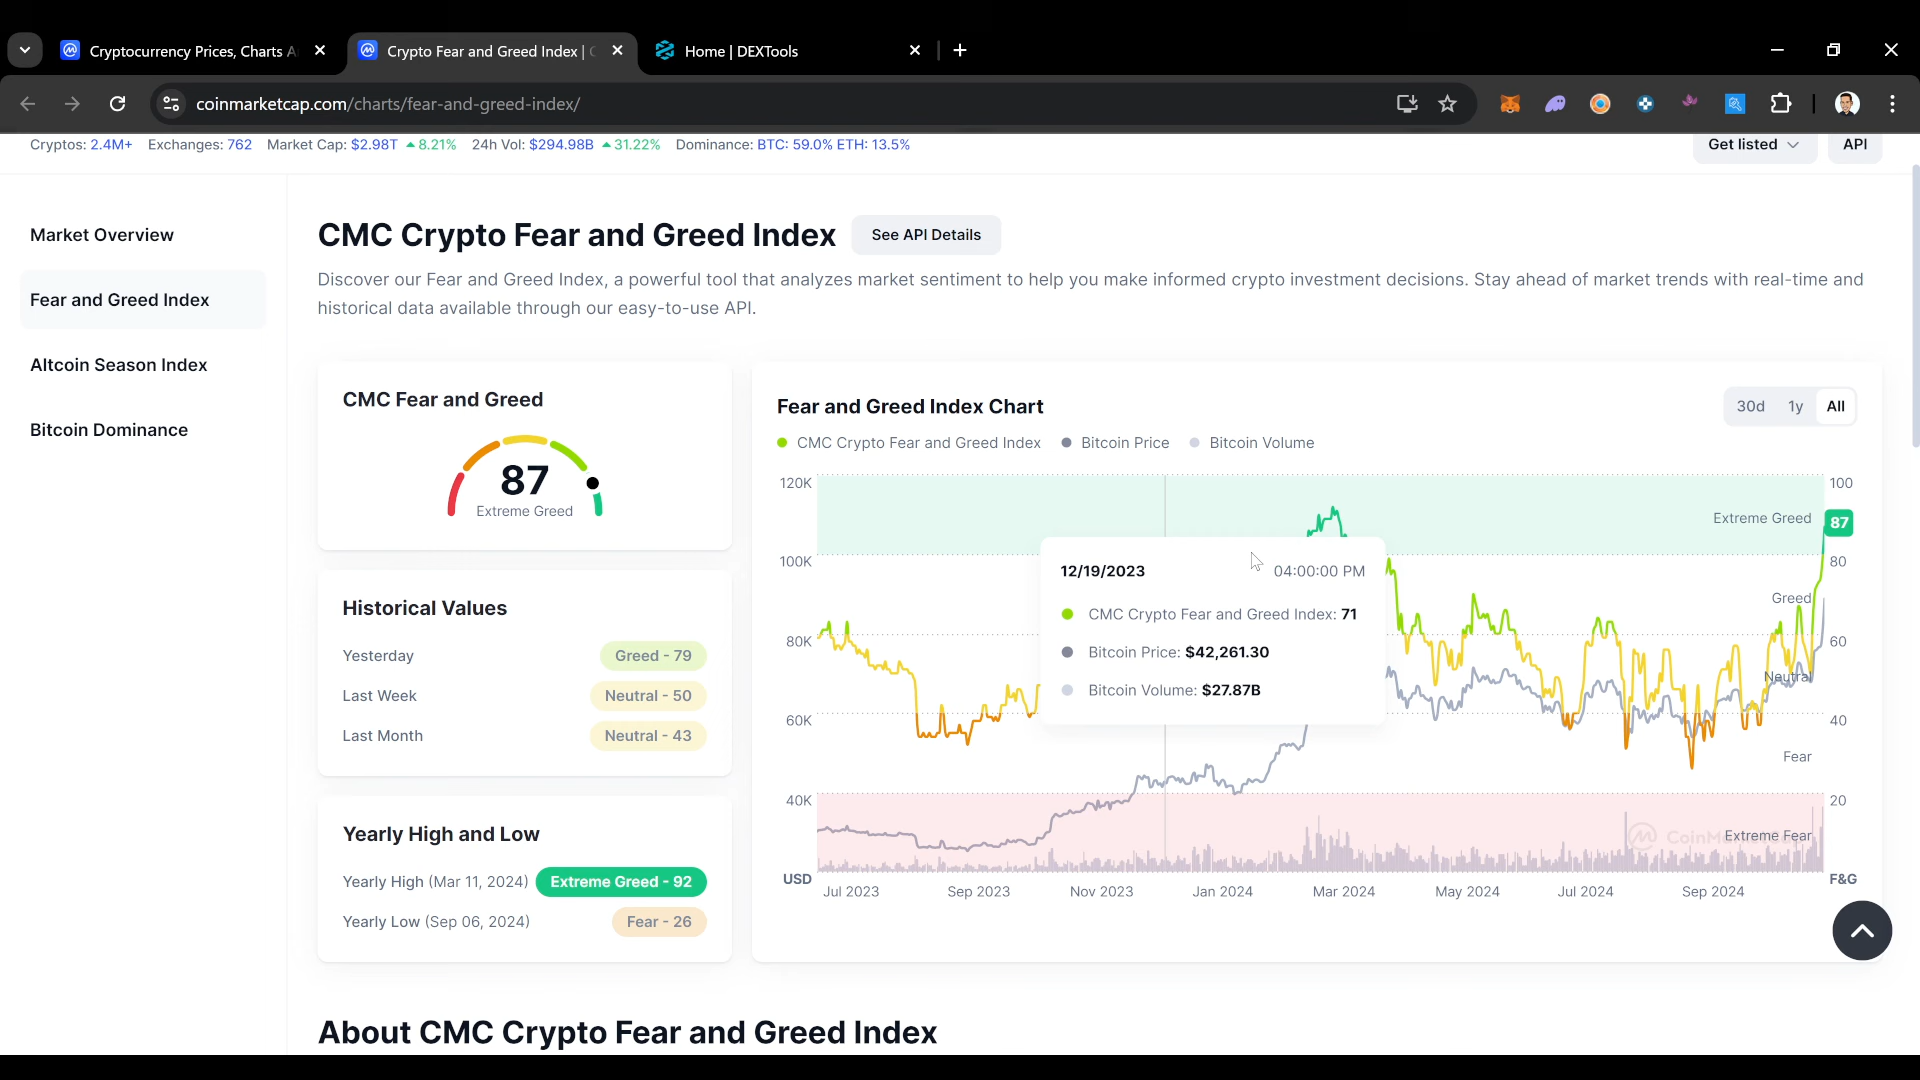 Cryptocurrency Prices, Charts A
Crypto Fear and Greed Index | C
Home | DEXTools
coinmarketcap.com/charts/fear-and-greed-index/
Cryptos: 2.4M+ Exchanges: 762 Market Cap: $2.98T 8.21% 24h Vol: $294.98B 31.22% Dominance: BTC: 59.0% ETH: 13.5%
Get listed
API
Market Overview
Fear and Greed Index
Altcoin Season Index
Bitcoin Dominance
CMC Crypto Fear and Greed Index
See API Details
Discover our Fear and Greed Index, a powerful tool that analyzes market sentiment to help you make informed crypto investment decisions. Stay ahead of market trends with real-time and
historical data available through our easy-to-use API.
CMC Fear and Greed
87
Extreme Greed
Historical Values
Yesterday Greed - 79
Last Week Neutral - 50
Last Month Neutral - 43
Yearly High and Low
Yearly High (Mar 11, 2024) Extreme Greed - 92
Yearly Low (Sep 06, 2024) Fear - 26
Fear and Greed Index Chart
30d 1y All
CMC Crypto Fear and Greed Index Bitcoin Price Bitcoin Volume
120K
100K
80K
60K
40K
USD
100
87
80
60
40
20
F&G
Extreme Greed
Greed
Neutral
Fear
Extreme Fear
12/19/2023 04:00:00 PM
CMC Crypto Fear and Greed Index: 71
Bitcoin Price: $42,261.30
Bitcoin Volume: $27.87B
Jul 2023 Sep 2023 Nov 2023 Jan 2024 Mar 2024 May 2024 Jul 2024 Sep 2024
About CMC Crypto Fear and Greed Index